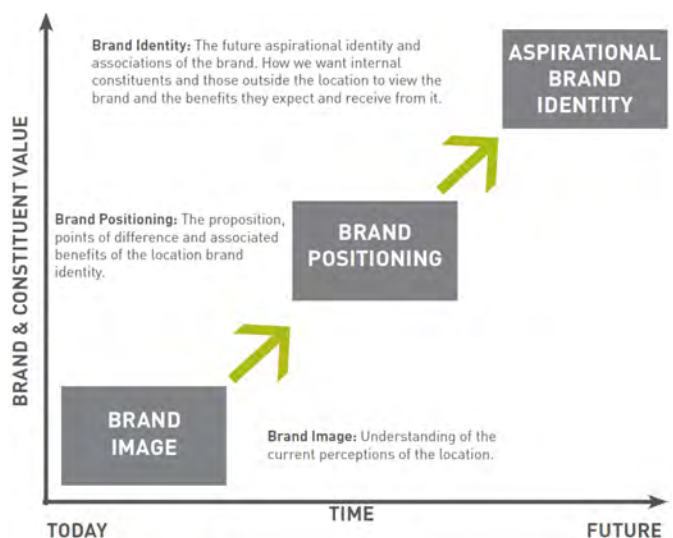 BRAND & CONSTITUENT VALUE
Brand Identity: The future aspirational identity and
associations of the brand. How we want internal
constituents and those outside the location to view the
brand and the benefits they expect and receive from it.
ASPIRATIONAL
BRAND
IDENTITY
Brand Positioning: The proposition,
points of difference and associated
benefits of the location brand
identity.
BRAND
POSITIONING
BRAND
IMAGE
Brand Image: Understanding of the
current perceptions of the location.
TODAY
TIME
FUTURE